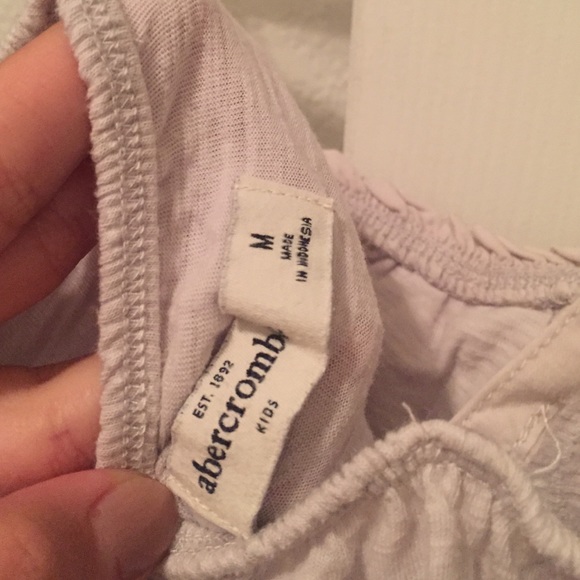 M
MADE
IN INDONESIA
EST. 1892
abercromb
KIDS